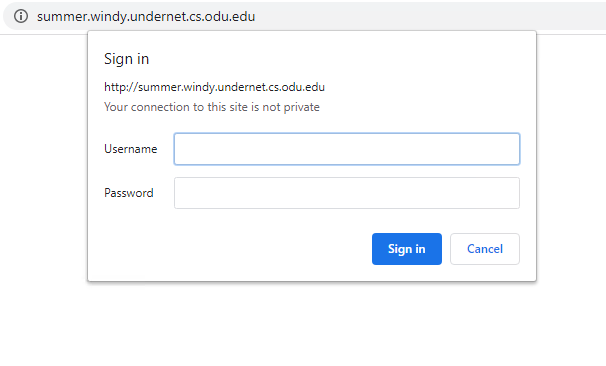 summer.windy.undernet.cs.odu.edu
Sign in
http://summer.windy.undernet.cs.odu.edu
Your connection to this site is not private
Username
Password
Sign in Cancel